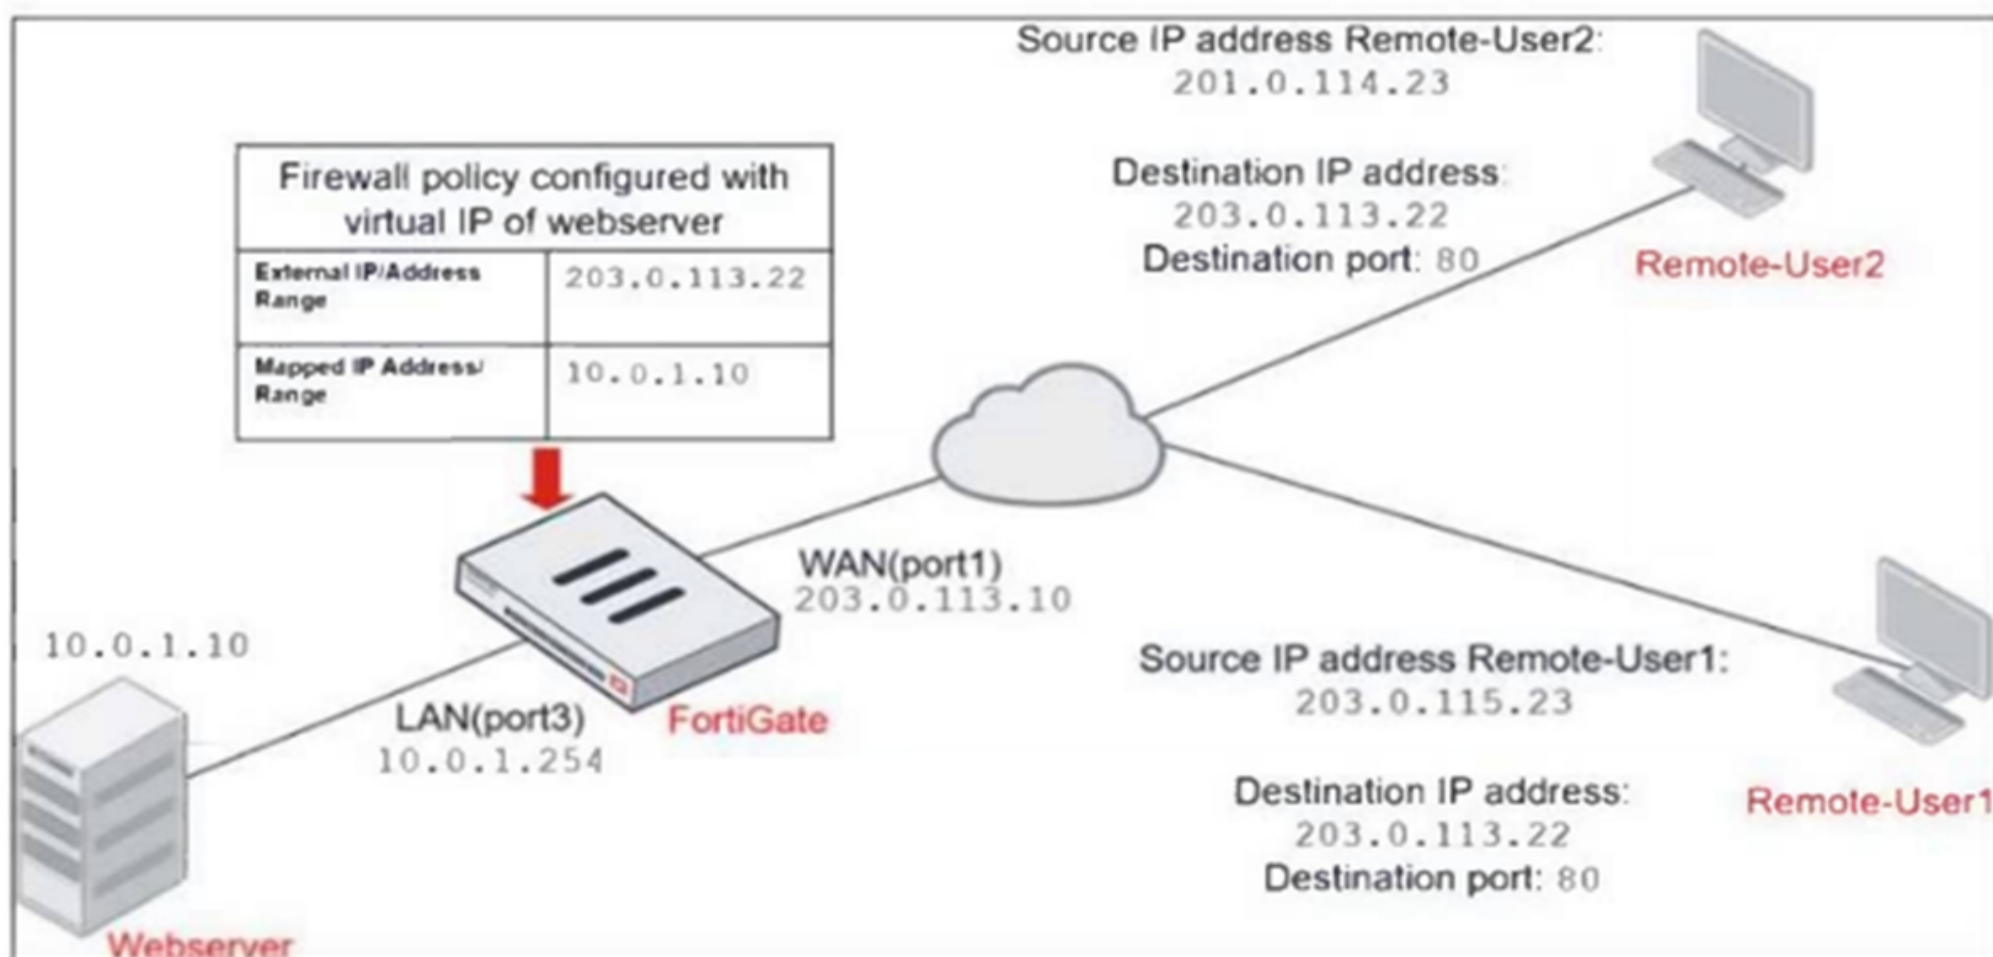 Source IP address Remote-User2:
201.0.114.23
Destination IP address:
203.0.113.22
Destination port: 80
Remote-User2
Firewall policy configured with
virtual IP of webserver
External IP/Address
Range
203.0.113.22
Mapped IP Address/
Range
10.0.1.10
WAN(port1)
203.0.113.10
10.0.1.10
LAN(port3)
10.0.1.254
FortiGate
Webserver
Source IP address Remote-User1:
203.0.115.23
Destination IP address:
203.0.113.22
Destination port: 80
Remote-User1